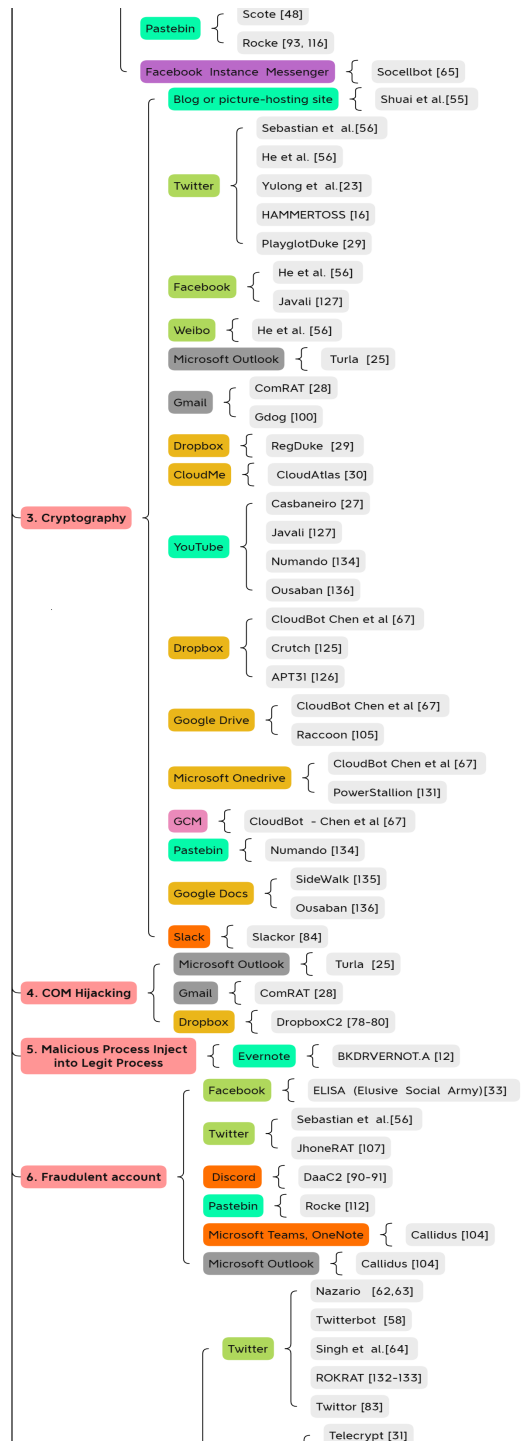 Scote [48]
Pastebin
Rocke [93, 116]
Facebook Instance Messenger
Socellbot [65]
Blog or picture-hosting site
Shuai et al.[55]
Sebastian et al.[56]
He et al. [56]
Twitter
Yulong et al.[23]
HAMMERTOSS [16]
PlayglotDuke [29]
He et al. [56]
Facebook
Javali [127]
Weibo
He et al. [56]
Microsoft Outlook
Turla [25]
ComRAT [28]
Gmail
Gdog [100]
Dropbox
RegDuke [29]
CloudMe
CloudAtlas [30]
3. Cryptography
Casbaneiro [27]
Javali [127]
YouTube
Numando [134]
Ousaban [136]
CloudBot Chen et al [67]
Dropbox
Crutch [125]
APT31 [126]
CloudBot Chen et al [67]
Google Drive
Raccoon [105]
CloudBot Chen et al [67]
Microsoft Onedrive
PowerStallion [131]
GCM
CloudBot - Chen et al [67]
Pastebin
Numando [134]
SideWalk [135]
Google Docs
Ousaban [136]
Slack
Slackor [84]
4. COM Hijacking
Microsoft Outlook
Turla [25]
Gmail
ComRAT [28]
Dropbox
DropboxC2 [78-80]
5. Malicious Process Inject
into Legit Process
Evernote
BKDRVERNOT.A [12]
6. Fraudulent account
Facebook
ELISA (Elusive Social Army)[33]
Sebastian et al.[56]
Twitter
JhoneRAT [107]
Discord
DaaC2 [90-91]
Pastebin
Rocke [112]
Microsoft Teams, OneNote
Callidus [104]
Microsoft Outlook
Callidus [104]
Nazario [62,63]
Twitterbot [58]
Twitter
Singh et al.[64]
ROKRAT [132-133]
Twittor [83]
Telecrypt [31]